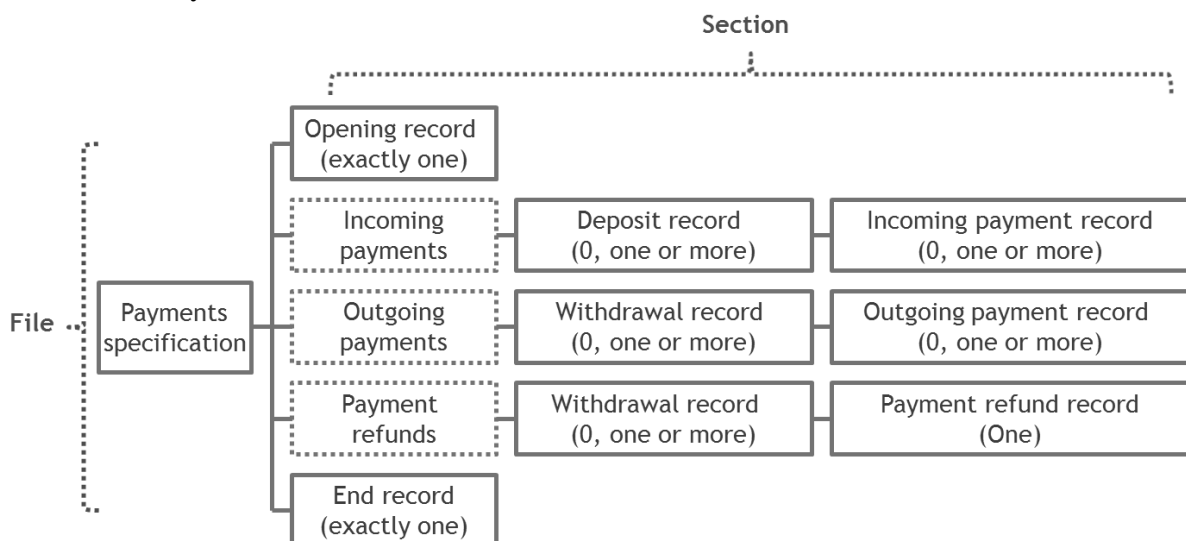 Section
Opening record
(exactly one)
Incoming
payments
Deposit record
(0, one or more)
Incoming payment record
(0, one or more)
File
Payments
specification
Outgoing
payments
Withdrawal record
(0, one or more)
Outgoing payment record
(0, one or more)
Payment
refunds
Withdrawal record
(0, one or more)
Payment refund record
(One)
End record
(exactly one)